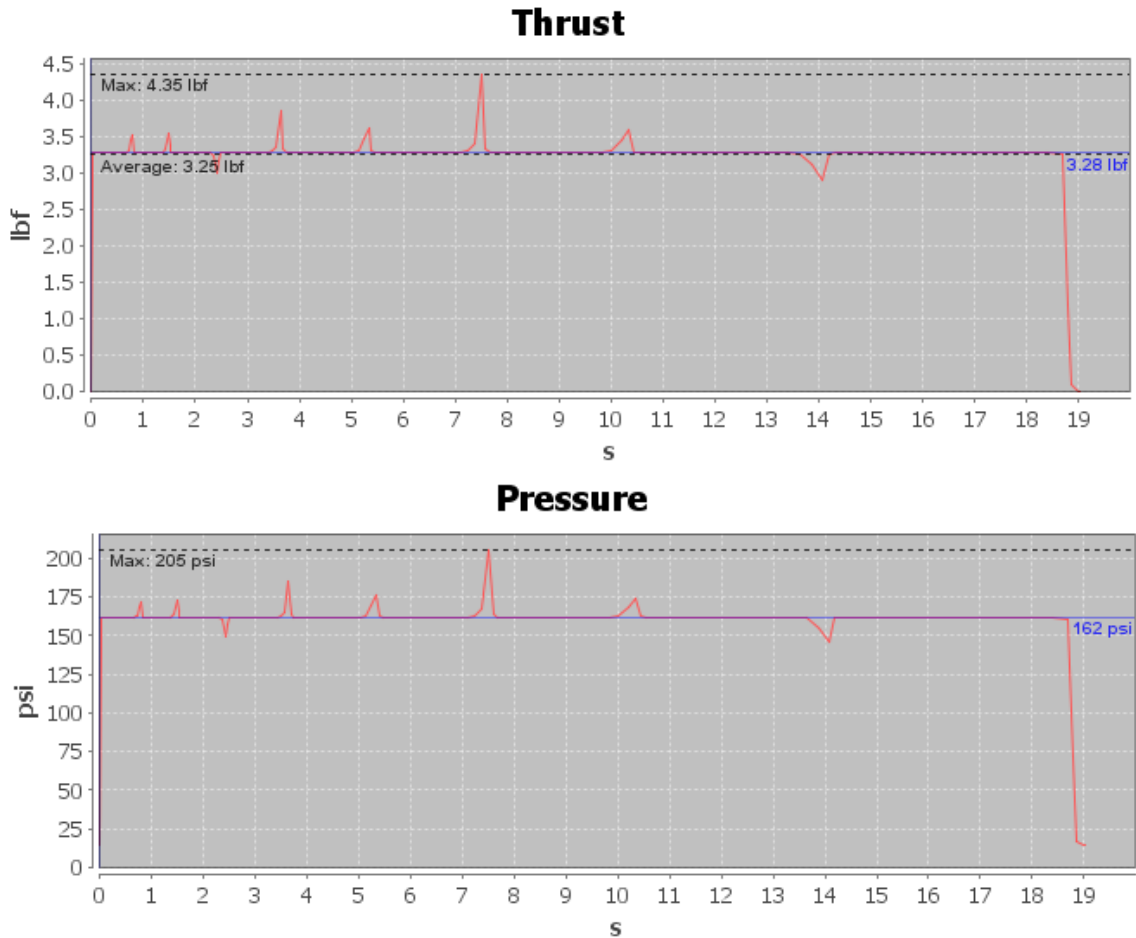 Thrust
4.5
Max: 4.35 lbf
4.0
3.5
Average: 3.25 lbf
3.28 lbf
3.0
2.5
lbf
2.0
1.5
1.0
0.5
0.0
0 1 2 3 4 5 6 7 8 9 10 11 12 13 14 15 16 17 18 19
s
Pressure
200
Max: 205 psi
175
162 psi
150
125
psi
100
75
50
25
0
0 1 2 3 4 5 6 7 8 9 10 11 12 13 14 15 16 17 18 19
s